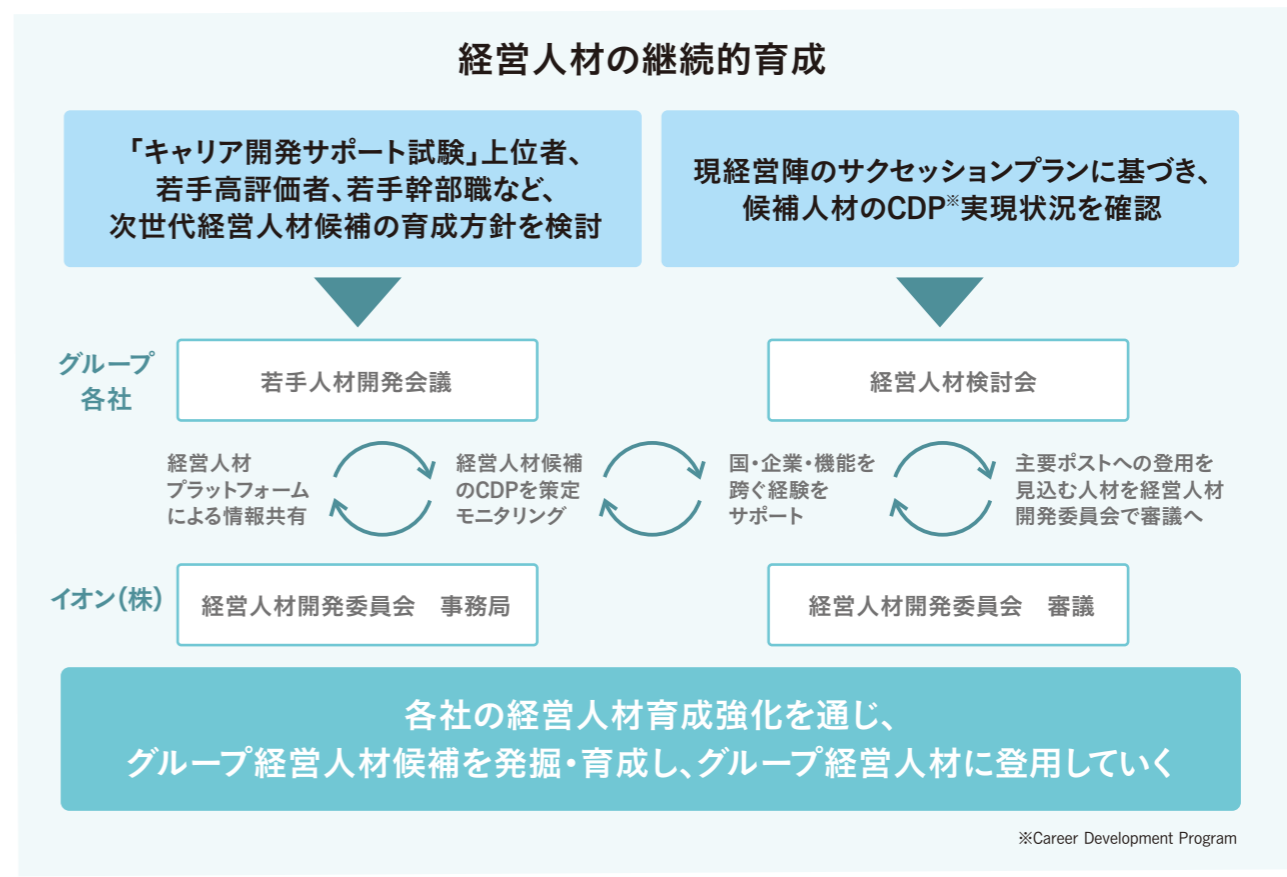 経営人材の継続的育成
「キャリア開発サポート試験」上位者、
若手高評価者、若手幹部職など、
次世代経営人材候補の育成方針を検討
現経営陣のサクセッションプランに基づき、
候補人材のCDP※実現状況を確認
グループ
各社
若手人材開発会議
経営人材検討会
経営人材
プラットフォーム
による情報共有
経営人材候補
のCDPを策定
モニタリング
国・企業・機能を
跨ぐ経験を
サポート
主要ポストへの登用を
見込む人材を経営人材
開発委員会で審議へ
イオン(株)
経営人材開発委員会　事務局
経営人材開発委員会　審議
各社の経営人材育成強化を通じ、
グループ経営人材候補を発掘・育成し、グループ経営人材に登用していく
※Career Development Program